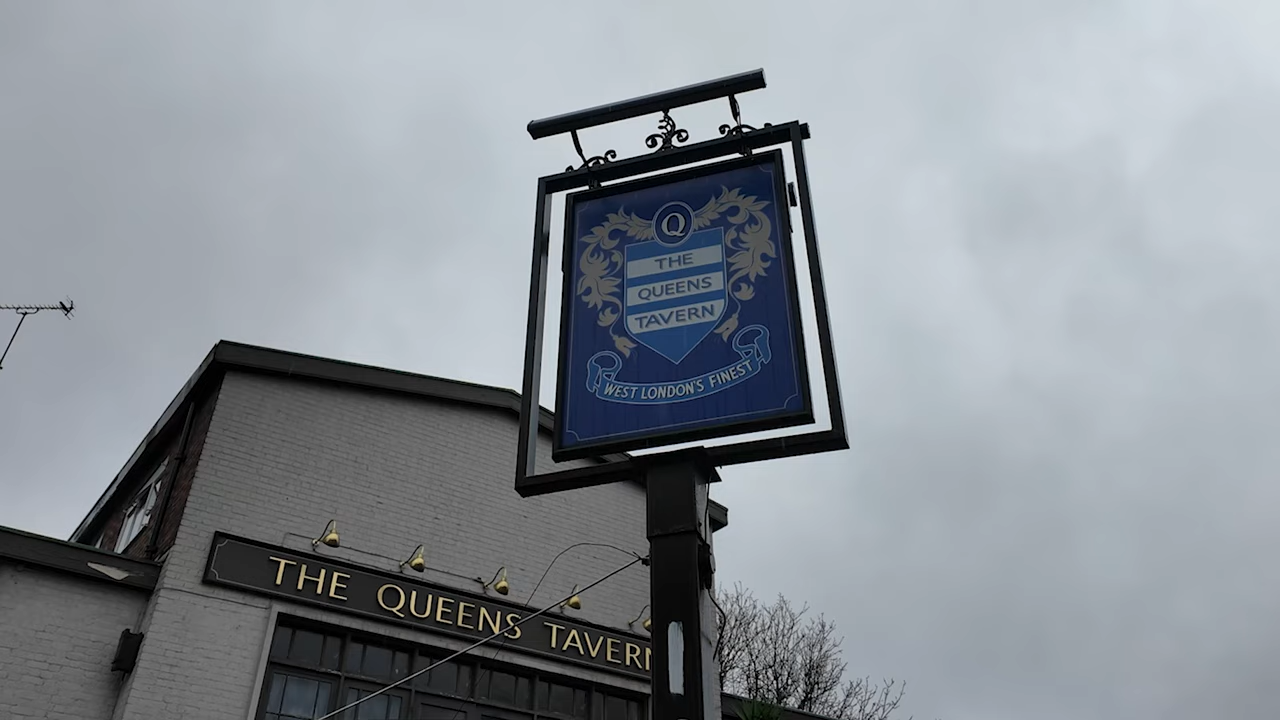 Q
THE
QUEENS
TAVERN
WEST LONDON'S FINEST
THE QUEENS TAVERN